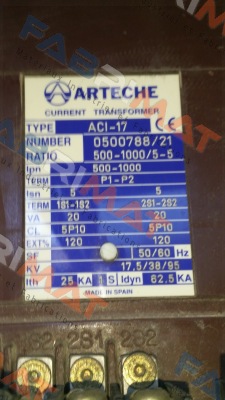 ARTECHE
CURRENT TRANSFORMER
TYPE ACI-17 CE
NUMBER 0500788/21
RATIO 500-1000/5-5
Ipn 500-1000
TERM P1-P2
Isn 5 5
TERM 1S1-1S2 2S1-2S2
VA 20 20
CL 5P10 5P10
EXT% 120 120
SF 50/60 Hz
KV 17,5/38/95
Ith 25 KA 1 S Idyn 62.5 KA
MADE IN SPAIN
1S2 2S1 2S2
FABRIMAT